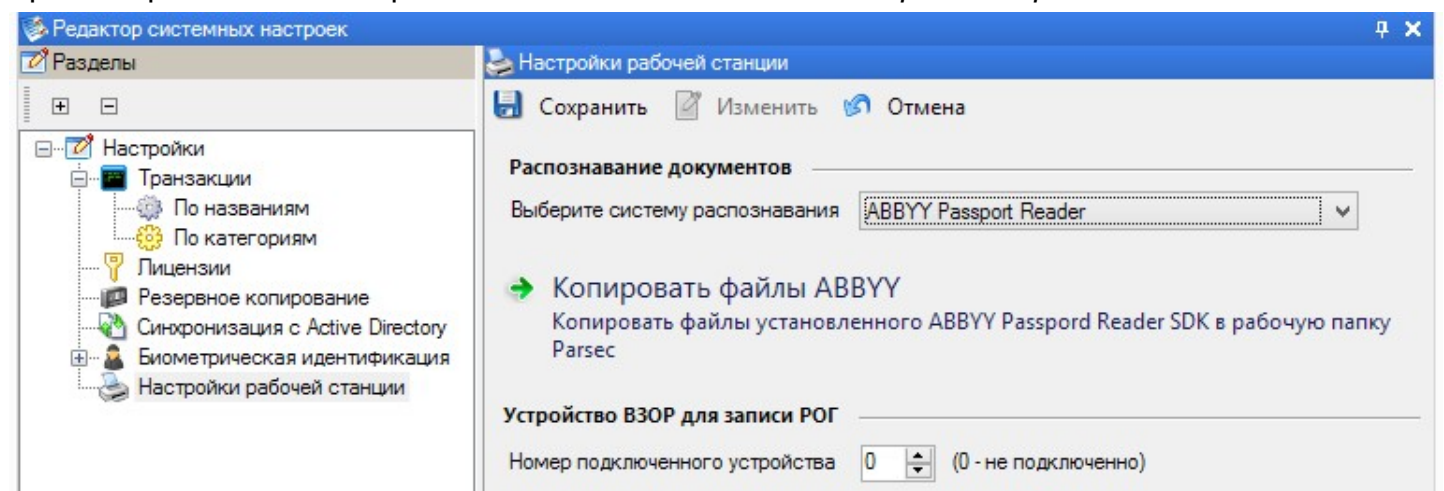 Редактор системных настроек
Разделы
Настройки
Транзакции
По названиям
По категориям
Лицензии
Резервное копирование
Синхронизация с Active Directory
Биометрическая идентификация
Настройки рабочей станции
Настройки рабочей станции
Сохранить Изменить Отмена
Распознавание документов
Выберите систему распознавания ABBYY Passport Reader
Копировать файлы ABBYY
Копировать файлы установленного ABBYY Passpord Reader SDK в рабочую папку
Parsec
Устройство ВЗОР для записи РОГ
Номер подключенного устройства 0 (0 - не подключенно)